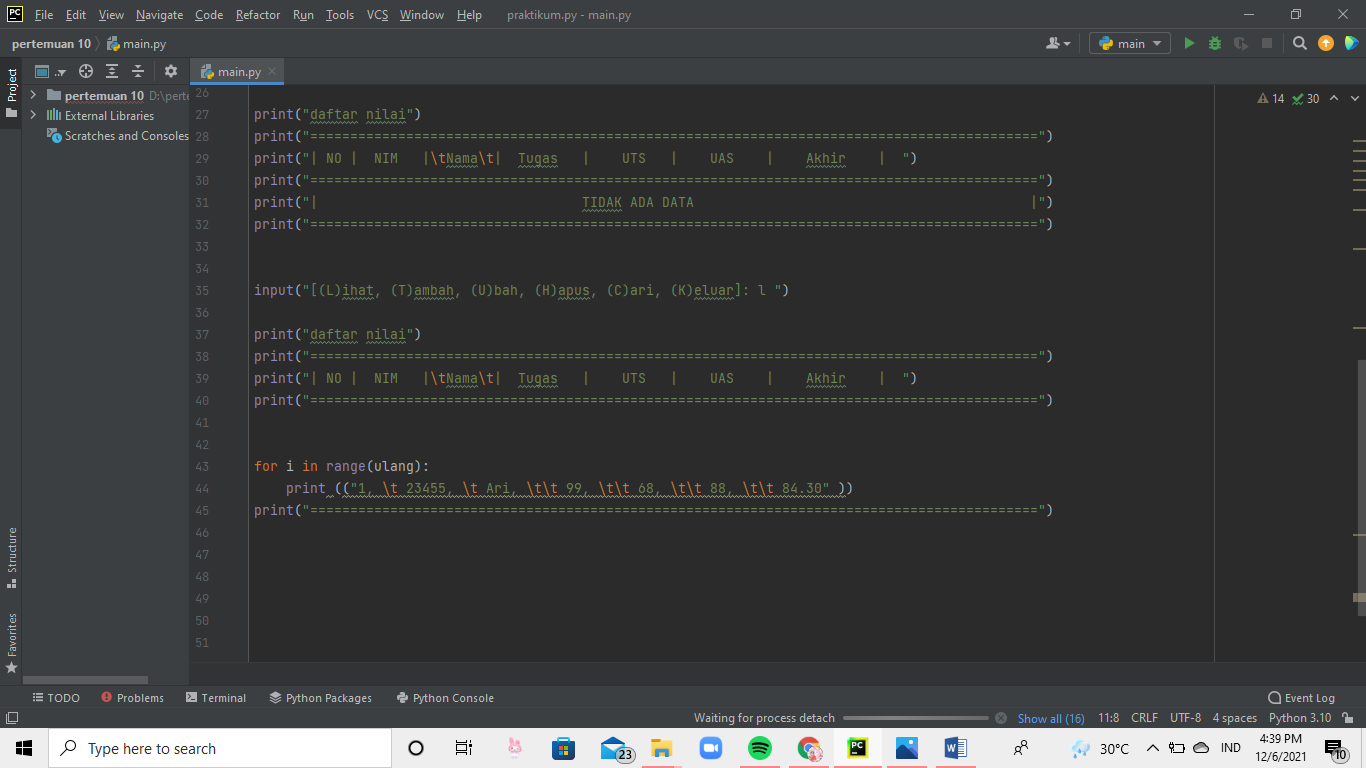 PC File Edit View Navigate Code Refactor Run Tools VCS Window Help praktikum.py - main.py
pertemuan 10 main.py main
Project
main.py
pertemuan 10 D:\perte
External Libraries
Scratches and Consoles
14 30
26
27 print("daftar nilai")
28 print("===========================================================================================")
29 print("| NO |  NIM   |\tNama\t|  Tugas   |    UTS   |    UAS    |    Akhir    |  ")
30 print("===========================================================================================")
31 print("|                                 TIDAK ADA DATA                                          |")
32 print("===========================================================================================")
33
34
35 input("[(L)ihat, (T)ambah, (U)bah, (H)apus, (C)ari, (K)eluar]: l ")
36
37 print("daftar nilai")
38 print("===========================================================================================")
39 print("| NO |  NIM   |\tNama\t|  Tugas   |    UTS   |    UAS    |    Akhir    |  ")
40 print("===========================================================================================")
41
42
43 for i in range(ulang):
44     print (("1, \t 23455, \t Ari, \t\t 99, \t\t 68, \t\t 88, \t\t 84.30" ))
45 print("===========================================================================================")
46
47
48
49
50
51
Structure
Favorites
TODO Problems Terminal Python Packages Python Console Event Log
Waiting for process detach Show all (16) 11:8 CRLF UTF-8 4 spaces Python 3.10
Type here to search 23 PC W 30°C IND 4:39 PM
12/6/2021 10